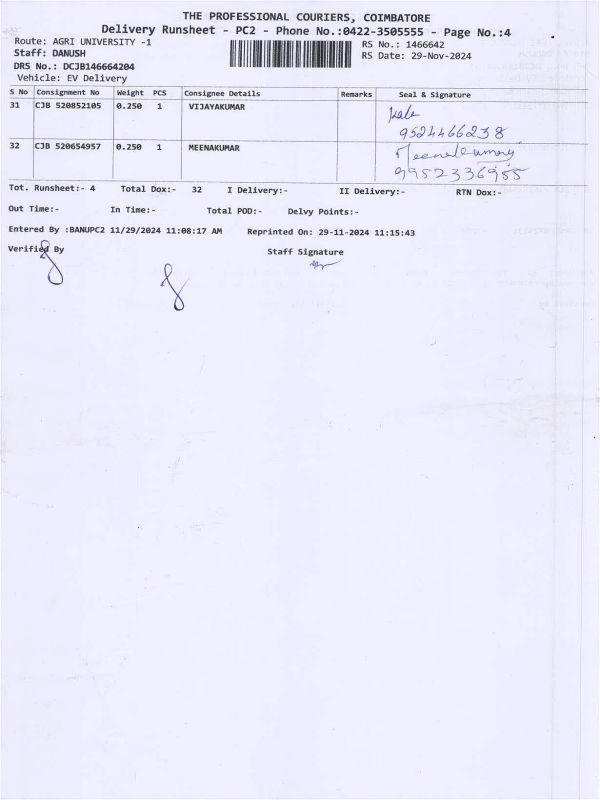 THE PROFESSIONAL COURIERS, COIMBATORE
Delivery Runsheet - PC2 - Phone No.:0422-3505555 - Page No.:4
Route: AGRI UNIVERSITY -1
RS No.: 1466642
Staff: DANUSH
RS Date: 29-Nov-2024
DRS No.: DCJB146664204
Vehicle: EV Delivery
S No Consignment No Weight PCS Consignee Details Remarks Seal & Signature
31 CJB 520852105 0.250 1 VIJAYAKUMAR
9524466238
32 CJB 520654957 0.250 1 MEENAKUMAR Meenakumary
9952336955
Tot. Runsheet:- 4 Total Dox:- 32 I Delivery:- II Delivery:- RTN Dox:-
Out Time:- In Time:- Total POD:- Delvy Points:-
Entered By :BANUPC2 11/29/2024 11:08:17 AM Reprinted On: 29-11-2024 11:15:43
Verified By Staff Signature